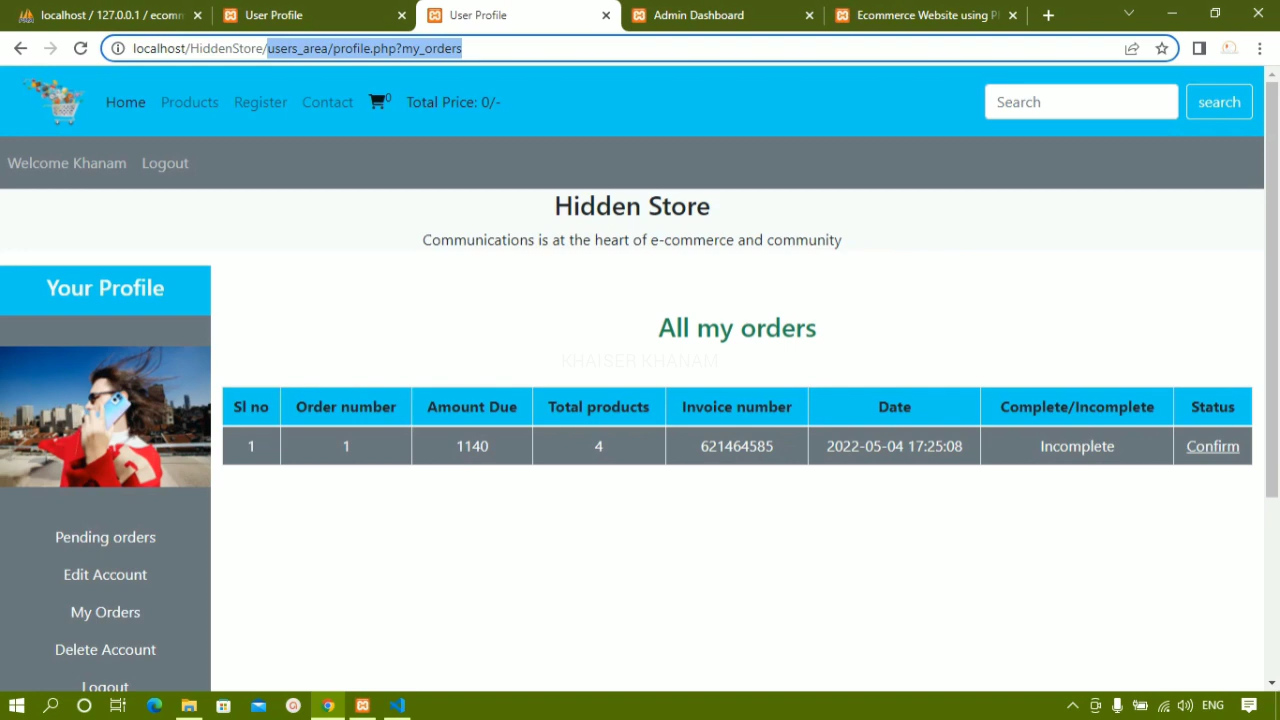 localhost / 127.0.0.1 / ecomm
User Profile
User Profile
Admin Dashboard
Ecommerce Website using P
localhost/HiddenStore/users_area/profile.php?my_orders
Home Products Register Contact 0 Total Price: 0/-
Search search
Welcome Khanam Logout
Hidden Store
Communications is at the heart of e-commerce and community
Your Profile
All my orders
KHAISER KHANAM
Sl no Order number Amount Due Total products Invoice number Date Complete/Incomplete Status
1 1 1140 4 621464585 2022-05-04 17:25:08 Incomplete Confirm
Pending orders
Edit Account
My Orders
Delete Account
Logout
ENG